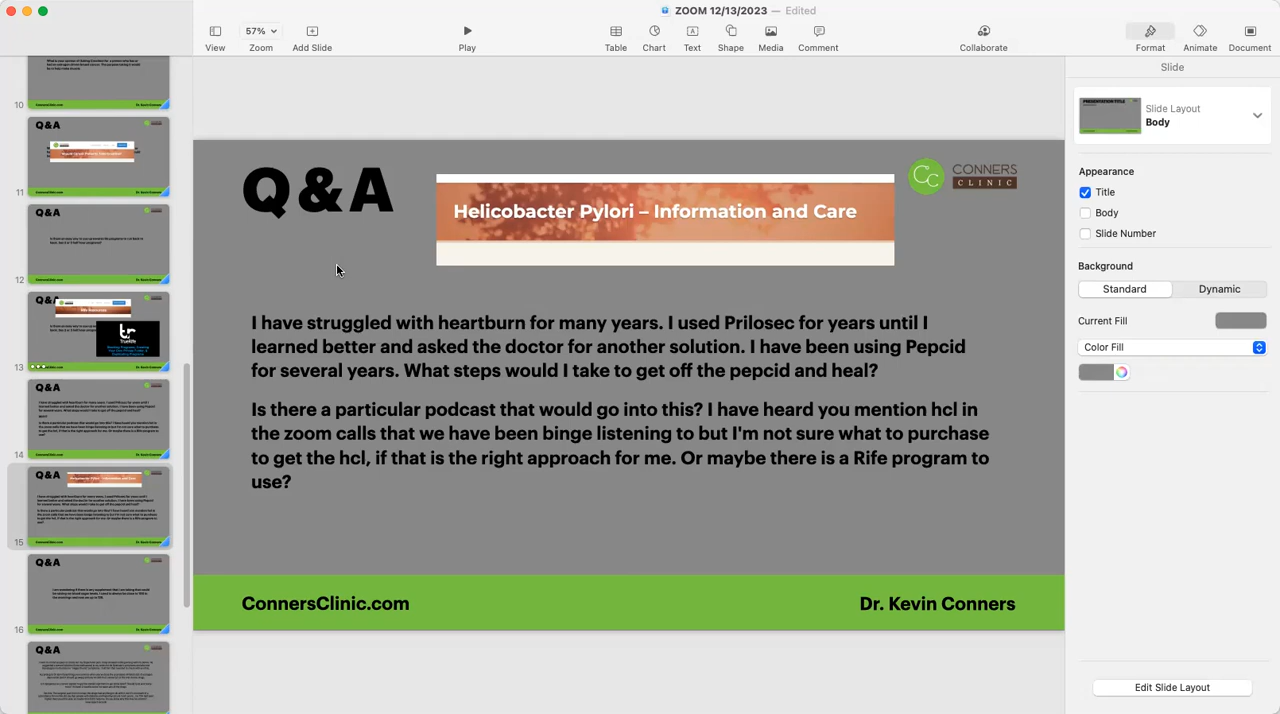 ZOOM 12/13/2023 — Edited
57%
View
Zoom
Add Slide
Play
Table
Chart
Text
Shape
Media
Comment
Collaborate
Format
Animate
Document
10
Q&A
11
Q&A
12
Q&A
13
14
15
Q&A
16
Q&A
Q&A
CC
CONNERS
CLINIC
Helicobacter Pylori – Information and Care
I have struggled with heartburn for many years. I used Prilosec for years until I
learned better and asked the doctor for another solution. I have ben using Pepcid
for several years. What steps would I take to get off the pepcid and heal?
Is there a particular podcast that would go into this? I have heard you mention hcl in
the zoom calls that we have been binge listening to but I'm not sure what to purchase
to get the hcl, if that is the right approach for me. Or maybe there is a Rife program to
use?
ConnersClinic.com
Dr. Kevin Conners
Slide
Slide Layout
Body
Appearance
Title
Body
Slide Number
Background
Standard
Dynamic
Current Fill
Color Fill
Edit Slide Layout